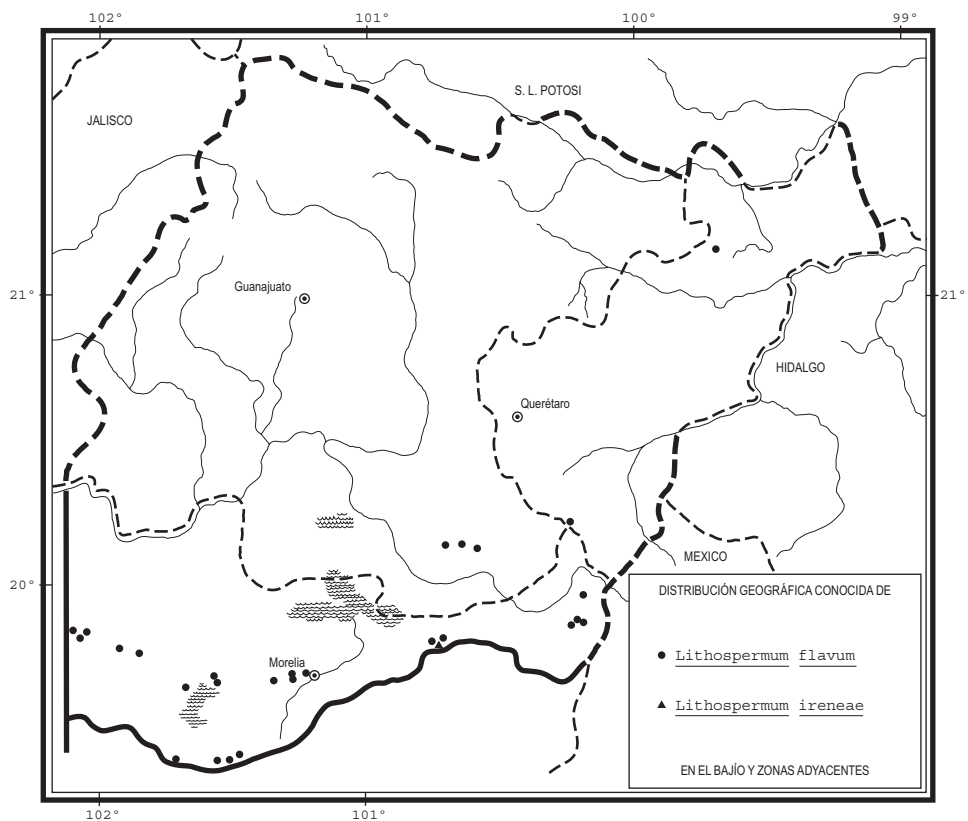 102° 101° 100° 99°
S. L. POTOSI
JALISCO
Guanajuato
21° 21°
HIDALGO
Querétaro
MEXICO
20°
DISTRIBUCIÓN GEOGRÁFICA CONOCIDA DE
Lithospermum flavum
Morelia
Lithospermum ireneae
EN EL BAJÍO Y ZONAS ADYACENTES
102° 101°